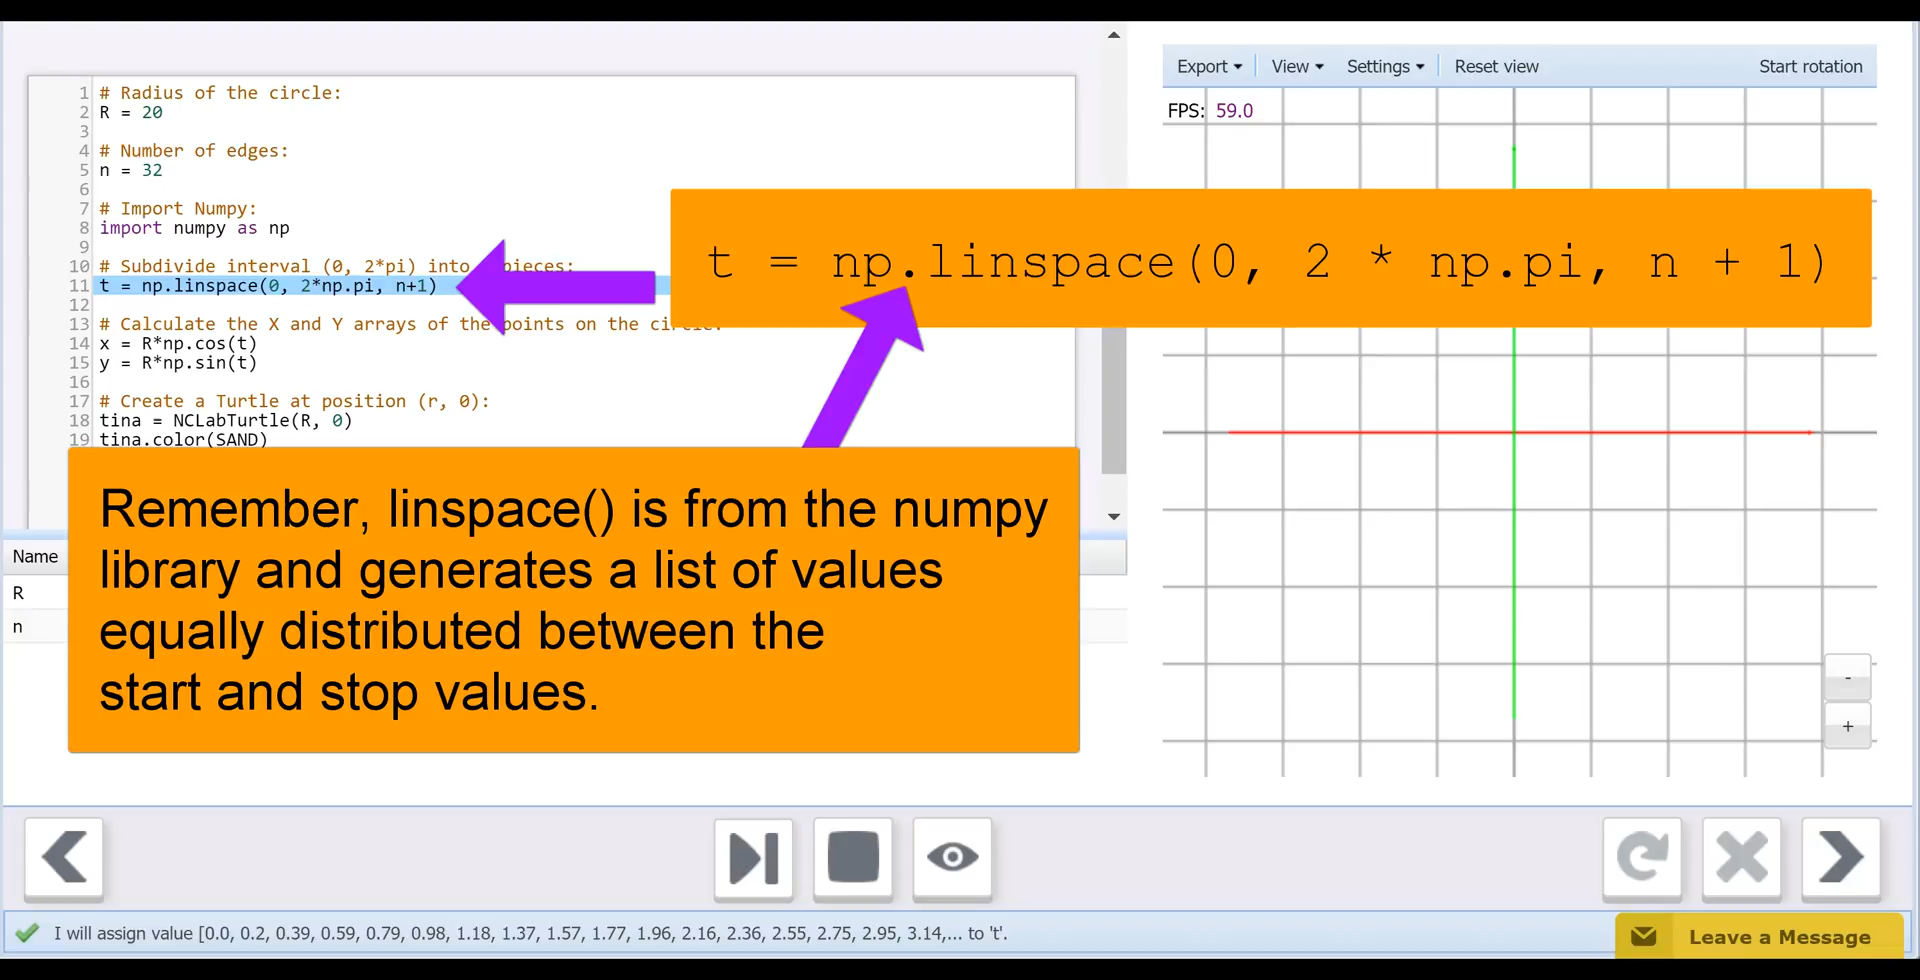 Export View Settings Reset view Start rotation
FPS: 59.0
1 # Radius of the circle:
2 R = 20
3
4 # Number of edges:
5 n = 32
6
7 # Import Numpy:
8 import numpy as np
9
10 # Subdivide interval (0, 2*pi) into pieces:
11 t = np.linspace(0, 2*np.pi, n+1)
12
13 # Calculate the X and Y arrays of the points on the
14 x = R*np.cos(t)
15 y = R*np.sin(t)
16
17 # Create a Turtle at position (r, 0):
18 tina = NCLabTurtle(R, 0)
19 tina.color(SAND)
t = np.linspace(0, 2 * np.pi, n + 1)
Remember, linspace() is from the numpy
library and generates a list of values
equally distributed between the
start and stop values.
Name
R
n
-
+
I will assign value [0.0, 0.2, 0.39, 0.59, 0.79, 0.98, 1.18, 1.37, 1.57, 1.77, 1.96, 2.16, 2.36, 2.55, 2.75, 2.95, 3.14,... to 't'.
Leave a Message